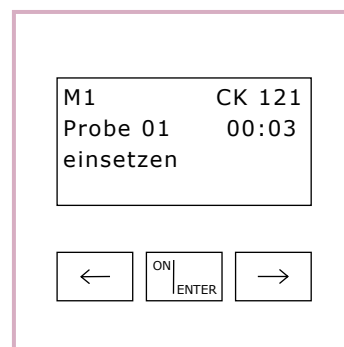 M1 CK 121
Probe 01 00:03
einsetzen
← ON ENTER →